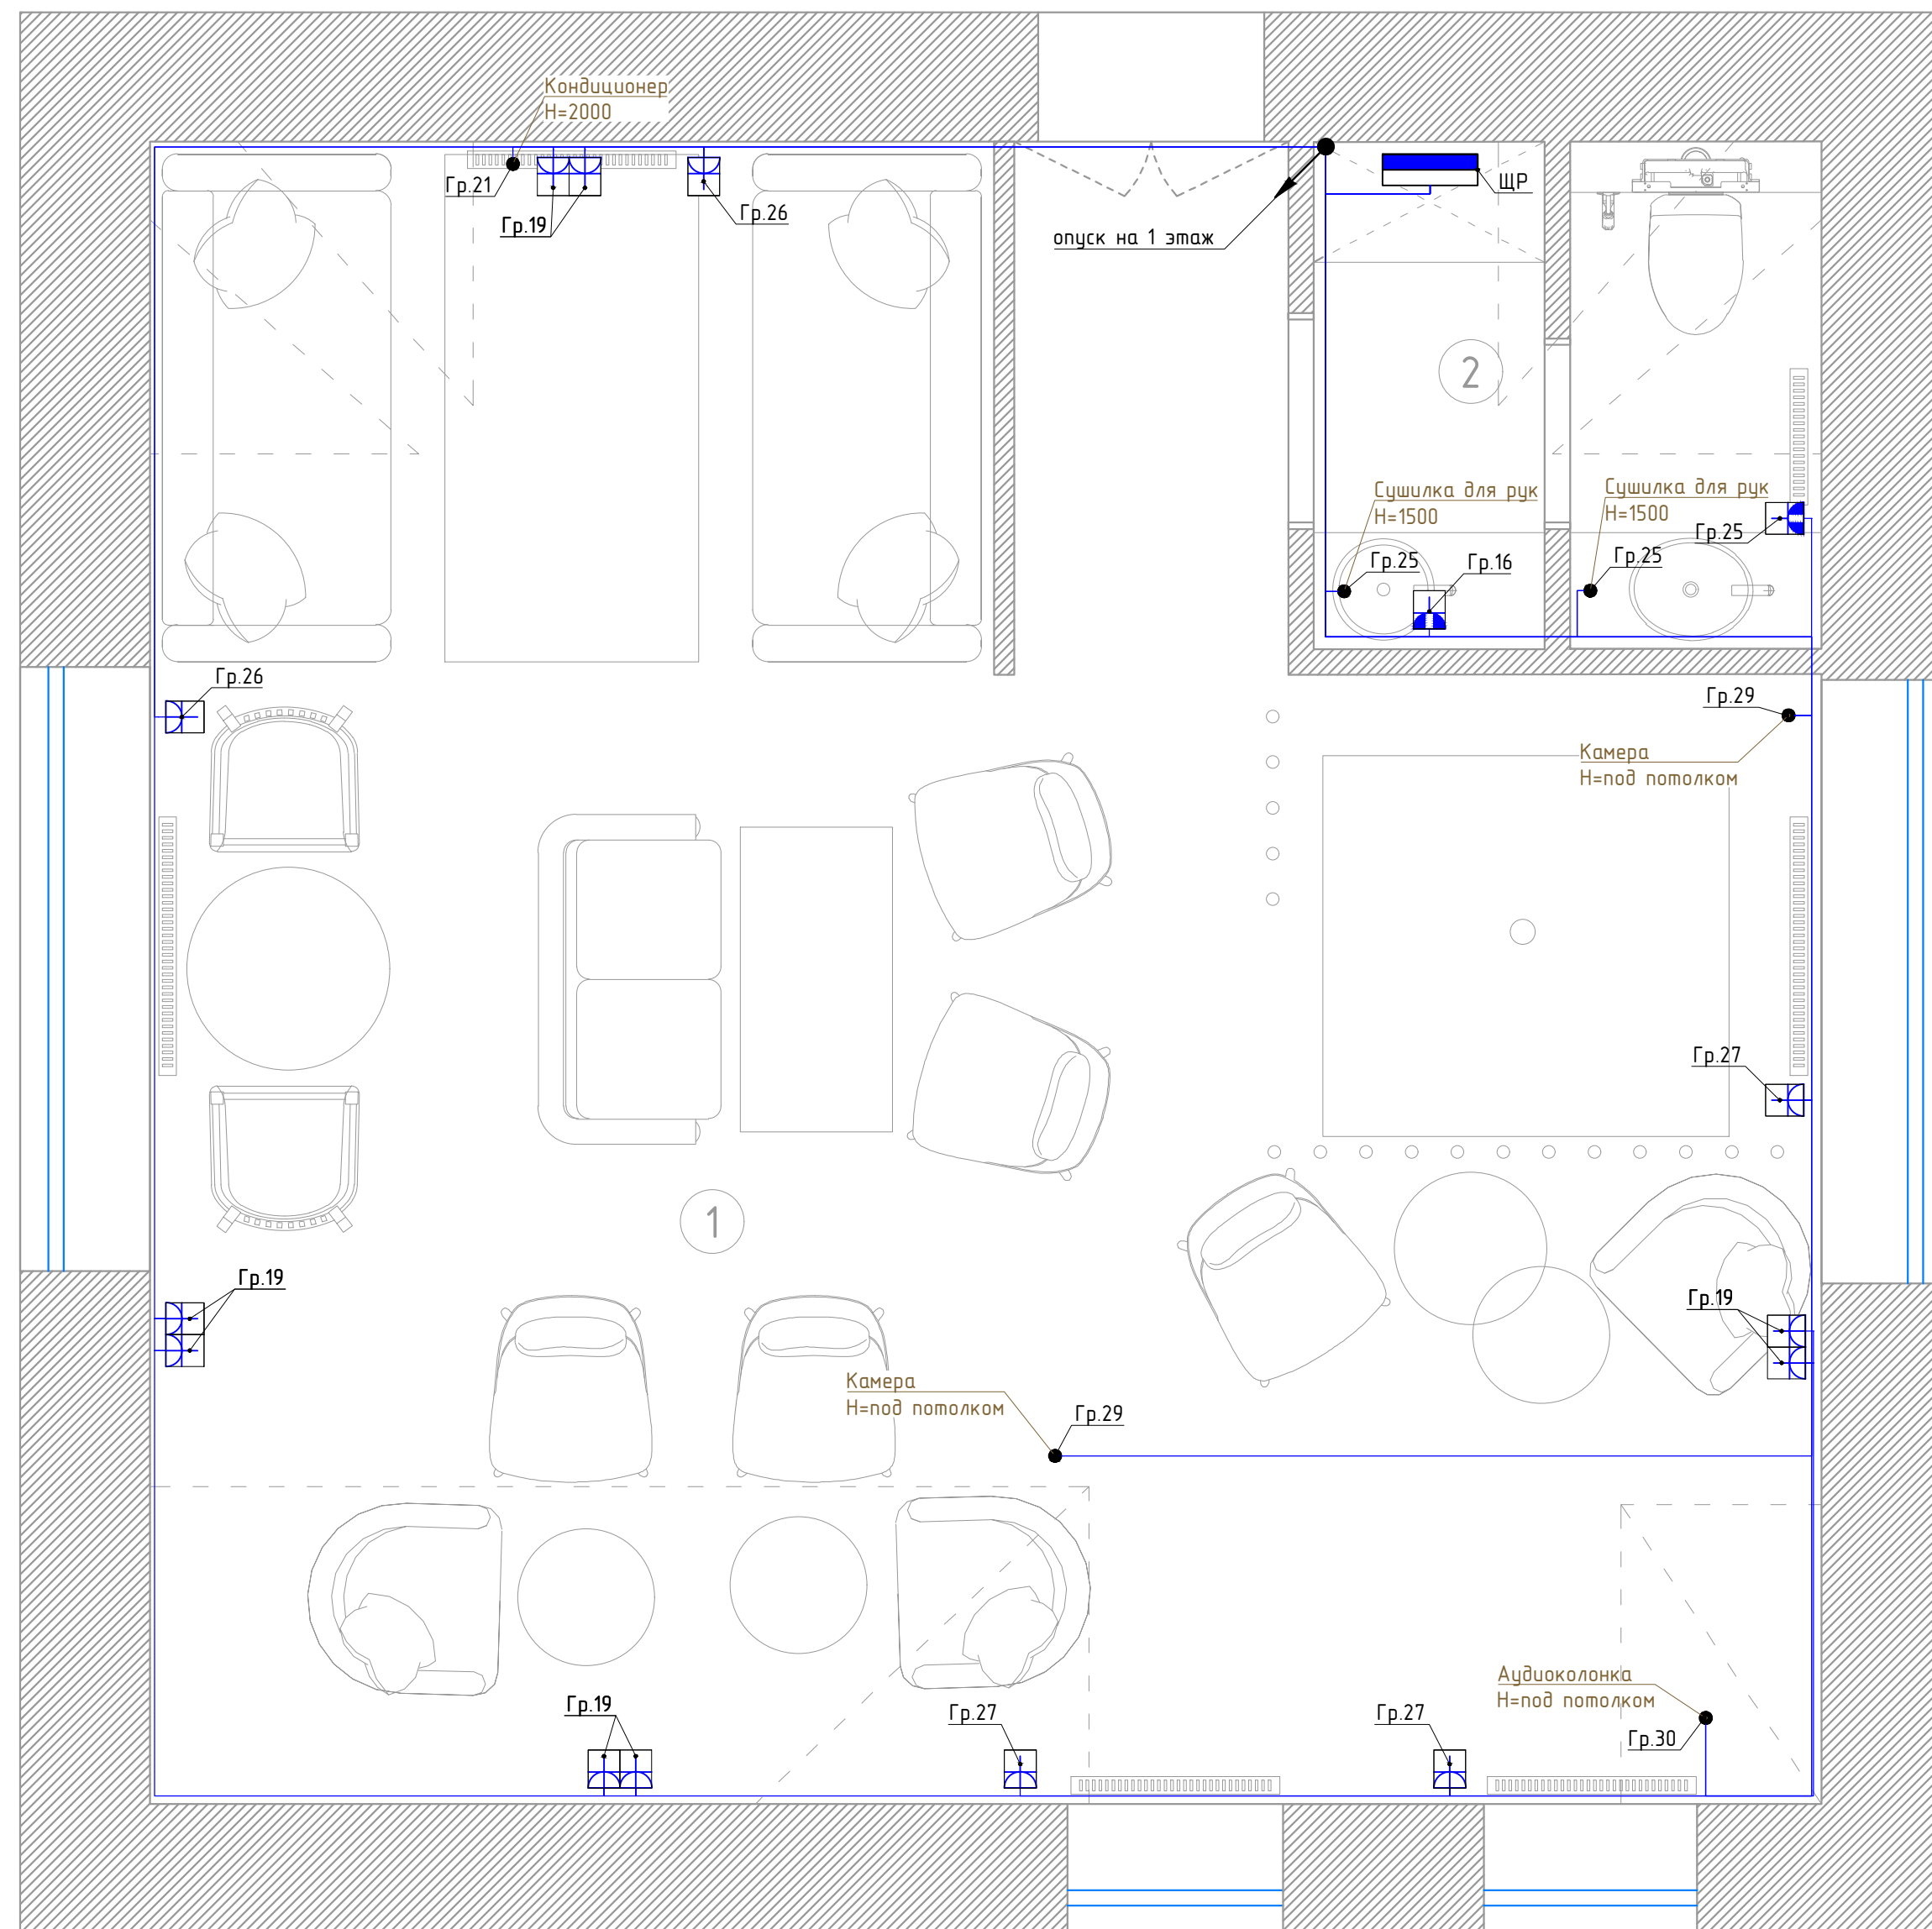 Кондиционер
H=2000
Гр.21
Гр.19
Гр.26
опуск на 1 этаж
ЩР
2
Сушилка для рук
H=1500
Гр.25
Гр.16
Сушилка для рук
H=1500
Гр.25
Гр.25
Гр.26
Гр.29
Камера
H=под потолком
Гр.27
1
Гр.19
Гр.19
Камера
H=под потолком
Гр.29
Гр.19
Гр.27
Гр.27
Аудиоколонка
H=под потолком
Гр.30